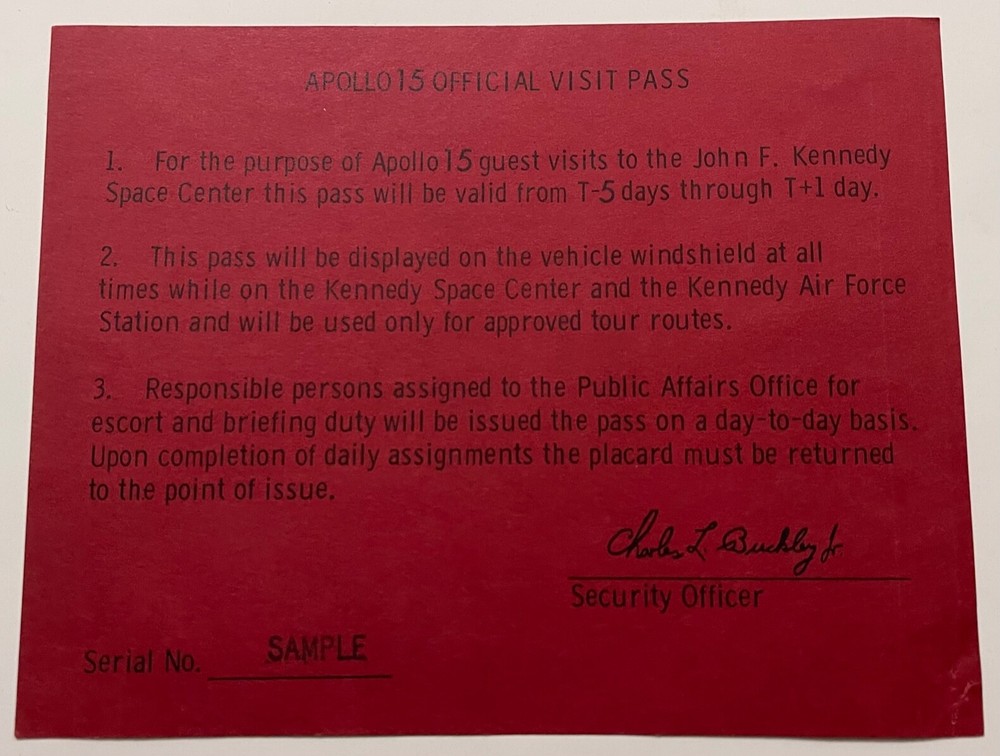 APOLLO 15 OFFICIAL VISIT PASS
1. For the purpose of Apollo 15 guest visits to the John F. Kennedy
Space Center this pass will be valid from T-5 days through T+1 day.
2. This pass will be displayed on the vehicle windshield at all
times while on the Kennedy Space Center and the Kennedy Air Force
Station and will be used only for approved tour routes.
3. Responsible persons assigned to the Public Affairs Office for
escort and briefing duty will be issued the pass on a day-to-day basis.
Upon completion of daily assignments the placard must be returned
to the point of issue.
Charles L. Buckley Jr.
Security Officer
Serial No. SAMPLE